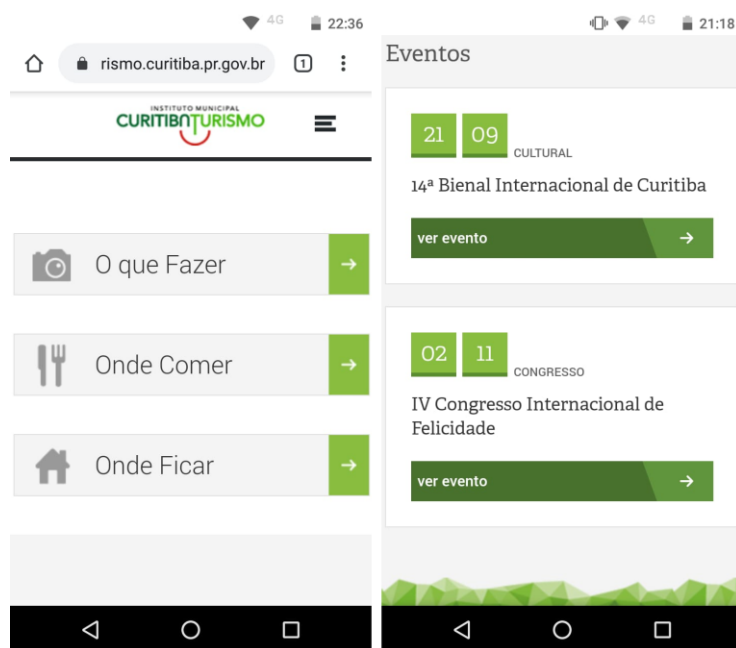 4G 22:36
rismo.curitiba.pr.gov.br 1
INSTITUTO MUNICIPAL
CURITIBATURISMO
O que Fazer
Onde Comer
Onde Ficar
4G 21:18
Eventos
21 09 CULTURAL
14ª Bienal Internacional de Curitiba
ver evento
02 11 CONGRESSO
IV Congresso Internacional de
Felicidade
ver evento